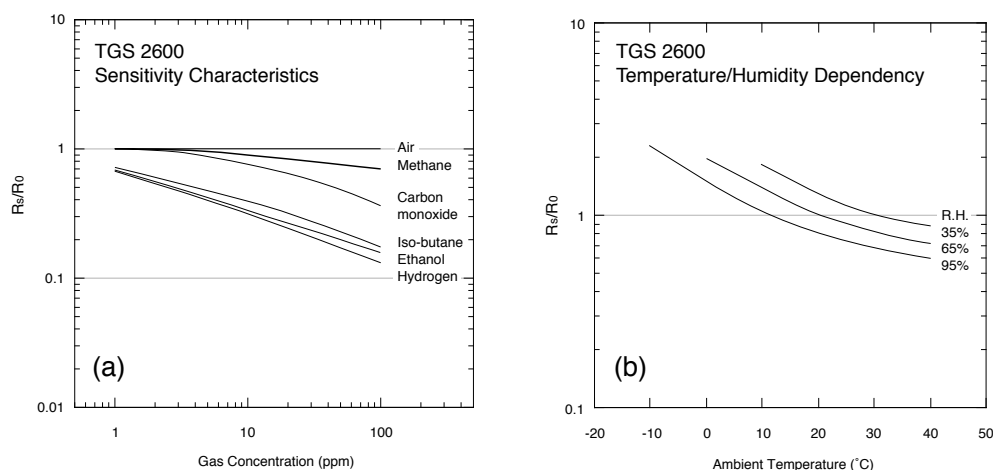 TGS 2600
Sensitivity Characteristics
10
1
0.1
0.01
Rs/R0
Air
Methane
Carbon
monoxide
Iso-butane
Ethanol
Hydrogen
(a)
1 10 100
Gas Concentration (ppm)
TGS 2600
Temperature/Humidity Dependency
10
1
0.1
Rs/R0
R.H.
35%
65%
95%
(b)
-20 -10 0 10 20 30 40 50
Ambient Temperature (˚C)